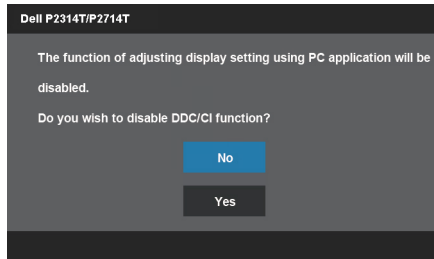 Dell P2314T/P2714T
The function of adjusting display setting using PC application will be
disabled.
Do you wish to disable DDC/CI function?
No
Yes